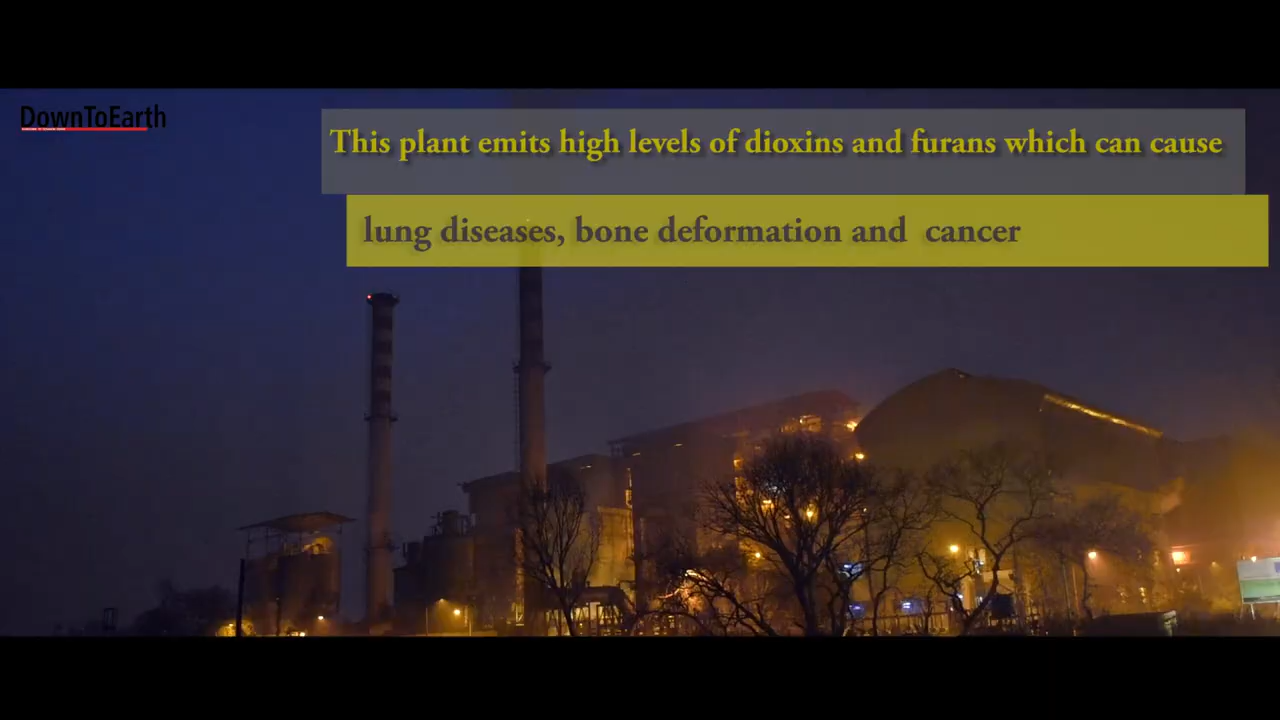 DownToEarth
This plant emits high levels of dioxins and furans which can cause
lung diseases, bone deformation and cancer